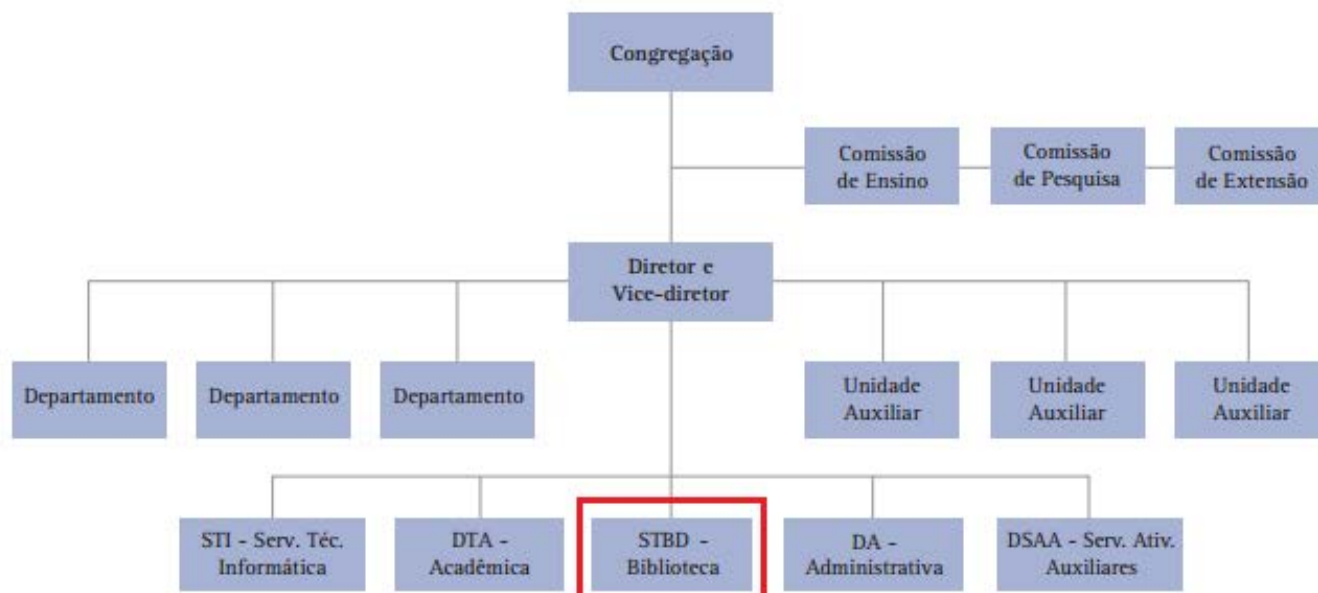 Congregação
Comissão
de Ensino
Comissão
de Pesquisa
Comissão
de Extensão
Diretor e
Vice-diretor
Departamento
Departamento
Departamento
Unidade
Auxiliar
Unidade
Auxiliar
Unidade
Auxiliar
STI - Serv. Téc.
Informática
DTA -
Acadêmica
STBD -
Biblioteca
DA -
Administrativa
DSAA - Serv. Ativ.
Auxiliares